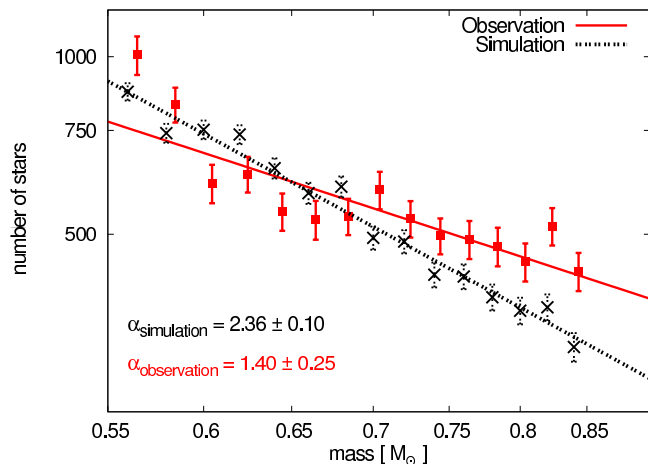 Observation
Simulation
1000
750
500
number of stars
α_simulation = 2.36 ± 0.10
α_observation = 1.40 ± 0.25
0.55 0.6 0.65 0.7 0.75 0.8 0.85
mass [ M_⊙ ]